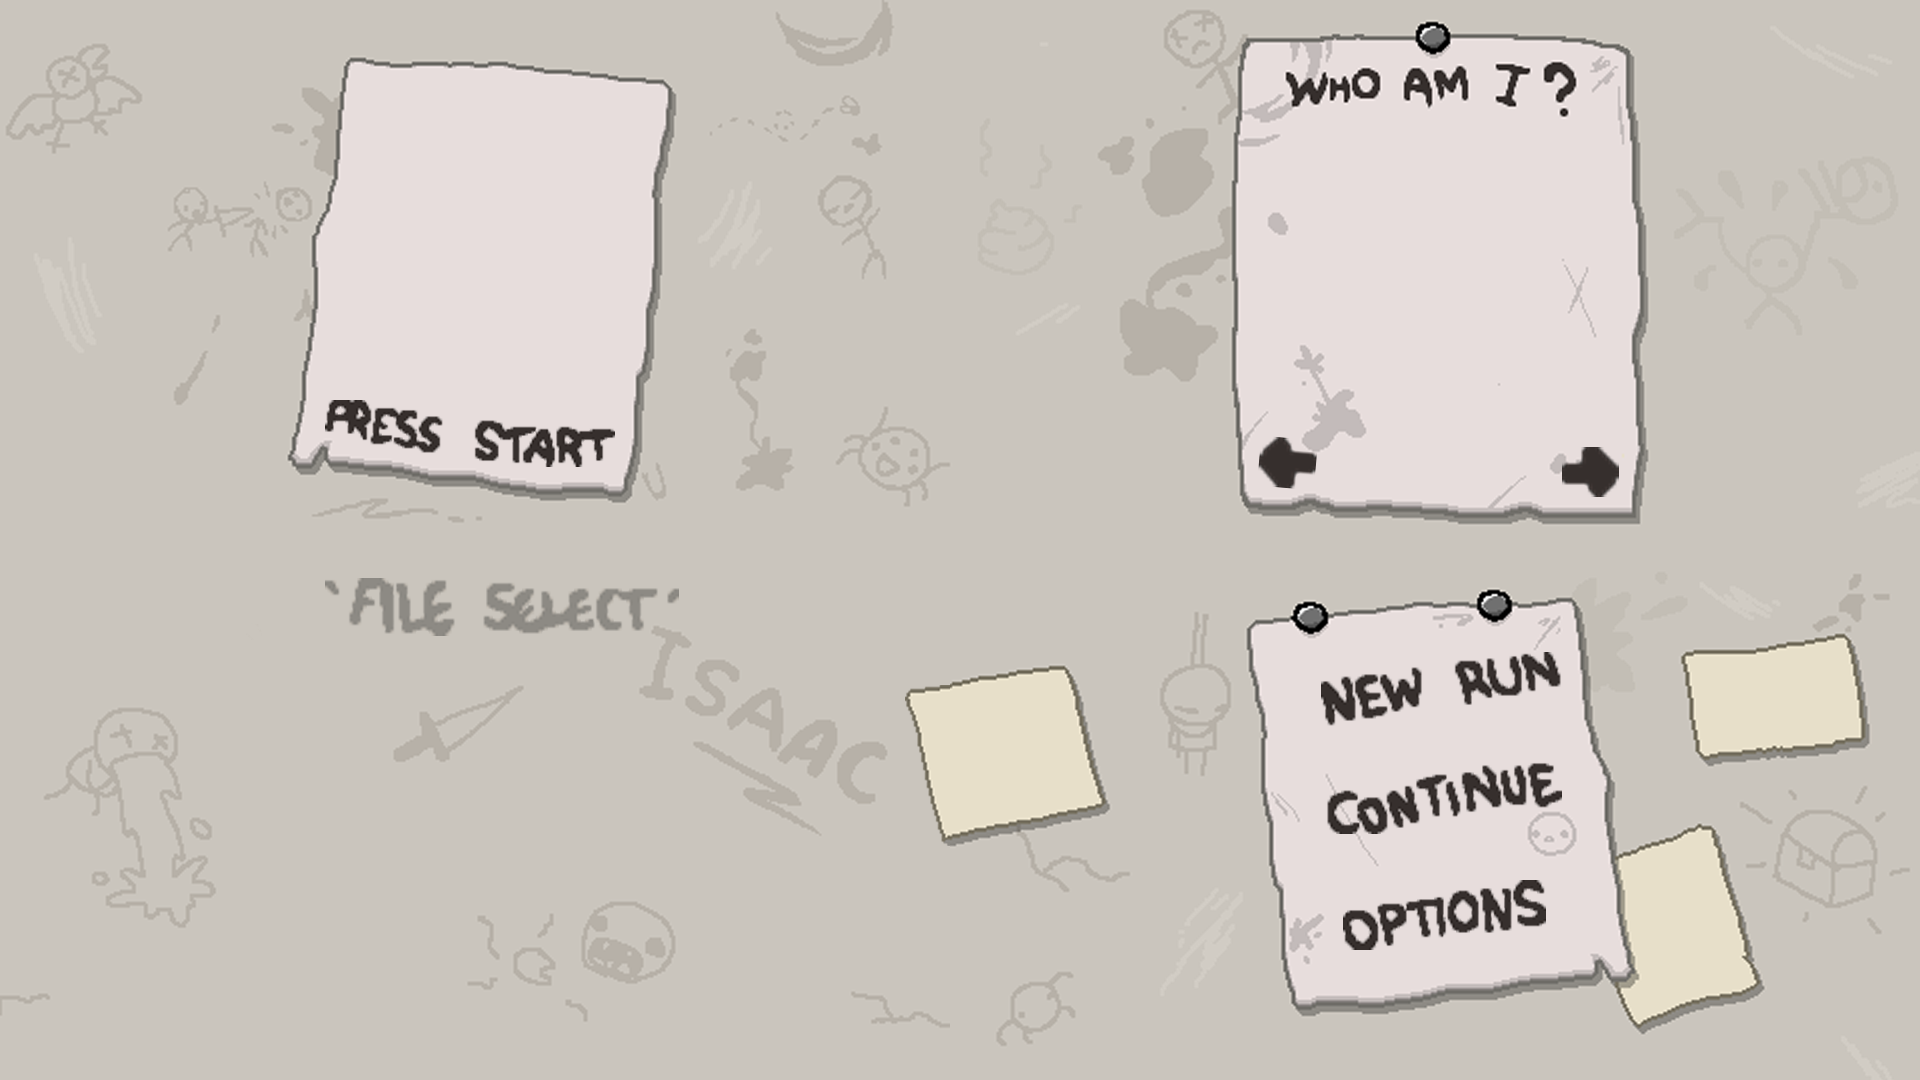 PRESS START
WHO AM I?
'FILE SELECT'
ISAAC
NEW RUN
CONTINUE
OPTIONS